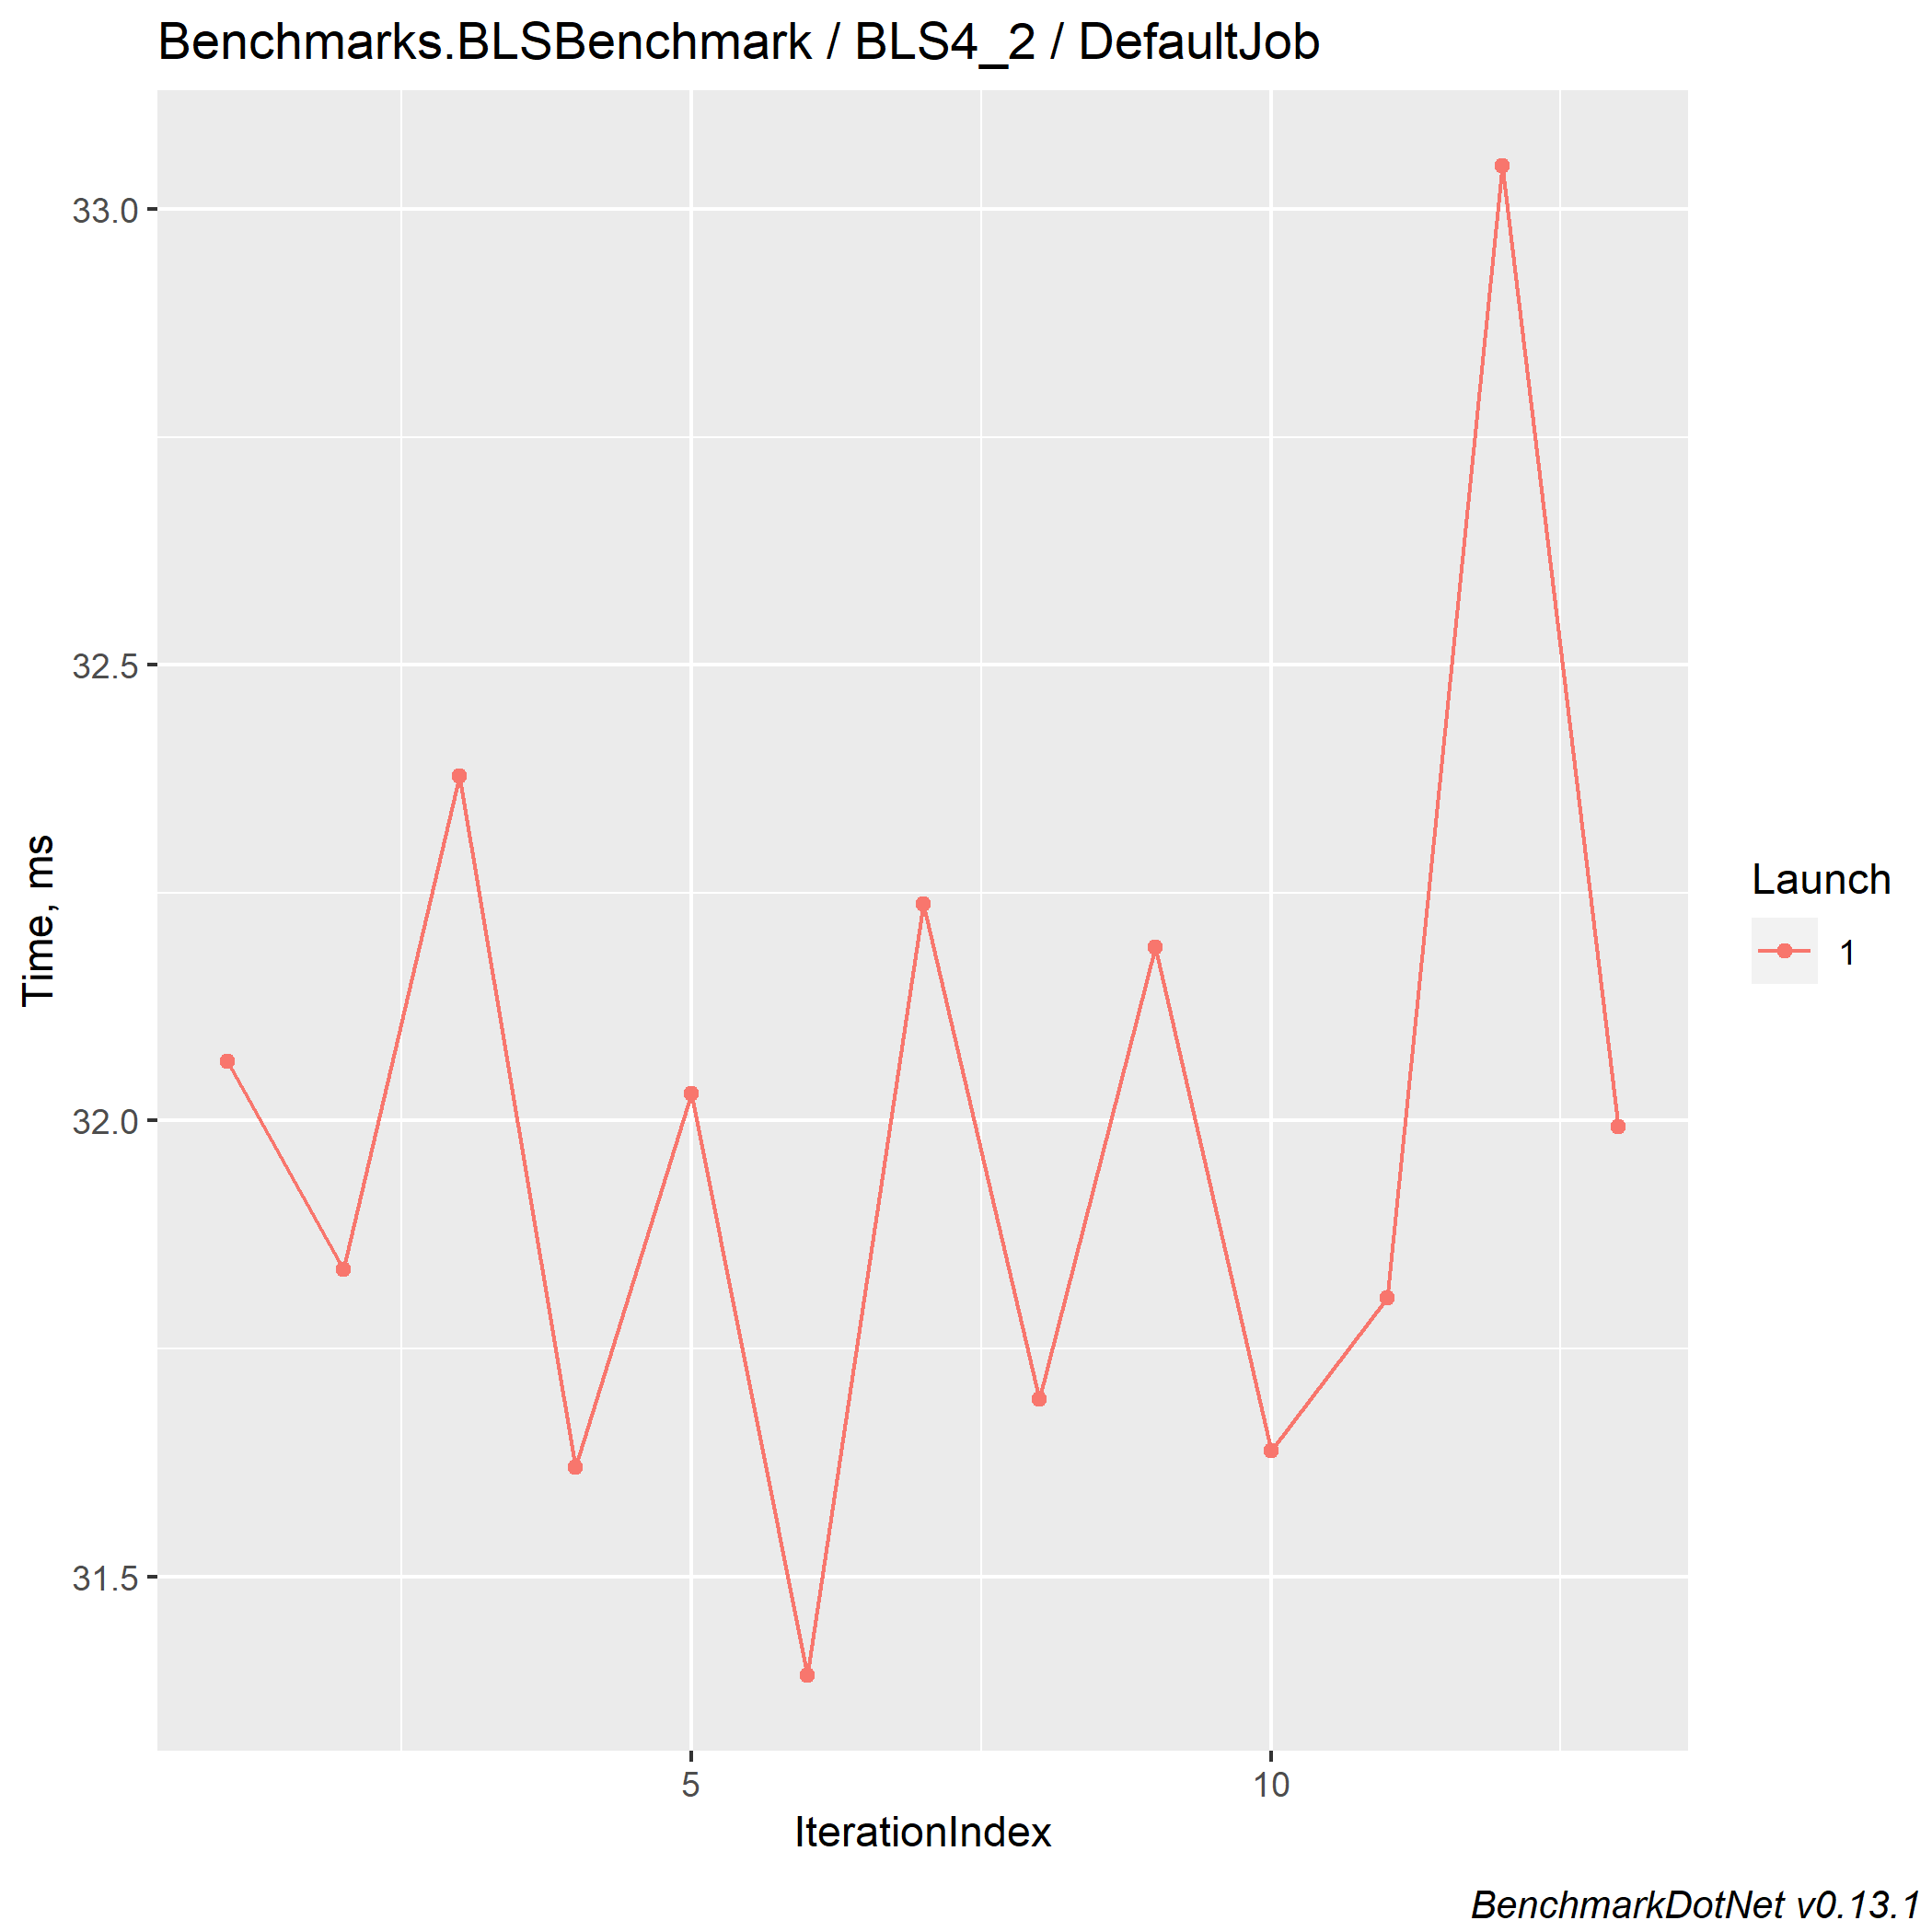 Benchmarks.BLSBenchmark / BLS4_2 / DefaultJob
33.0
32.5
32.0
31.5
Time, ms
5
10
IterationIndex
Launch
1
BenchmarkDotNet v0.13.1